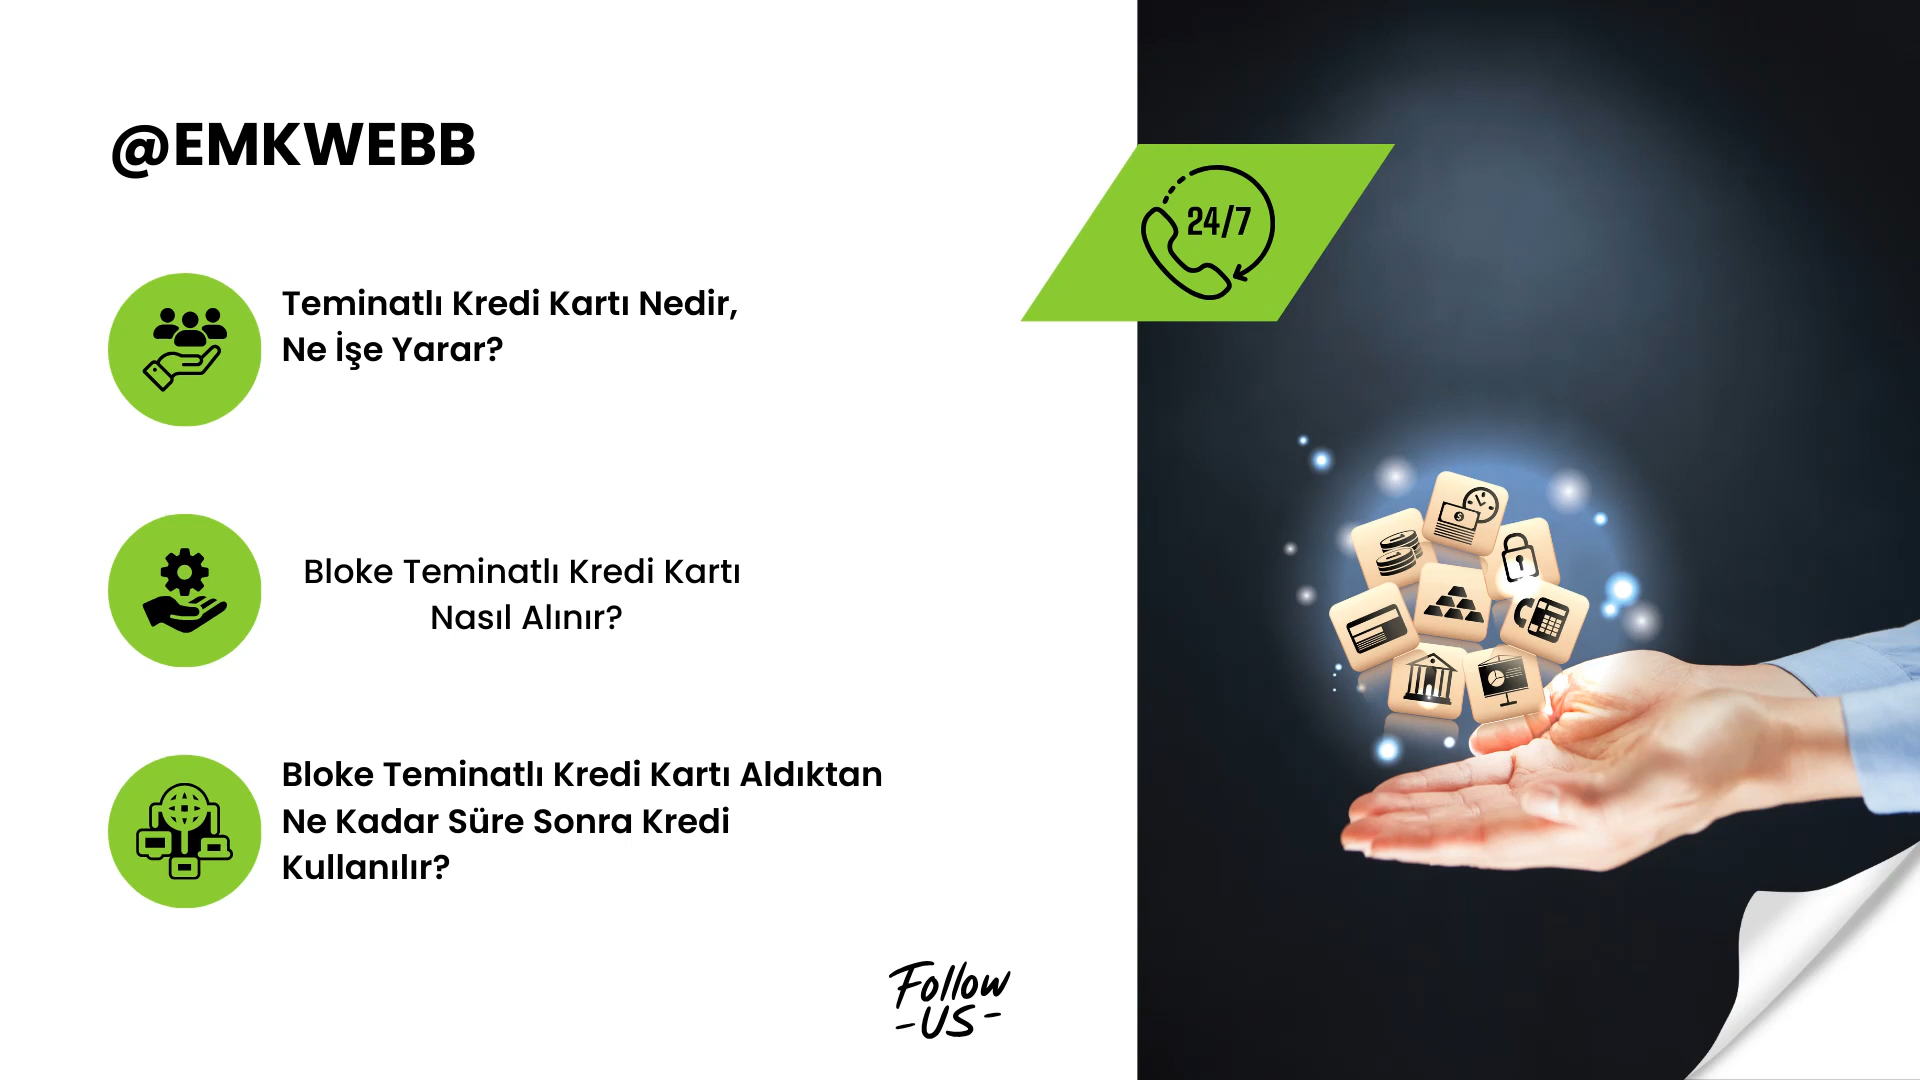 @EMKWEBB
24/7
Teminatlı Kredi Kartı Nedir,
Ne İşe Yarar?
Bloke Teminatlı Kredi Kartı
Nasıl Alınır?
Bloke Teminatlı Kredi Kartı Aldıktan
Ne Kadar Süre Sonra Kredi
Kullanılır?
Follow
-US-